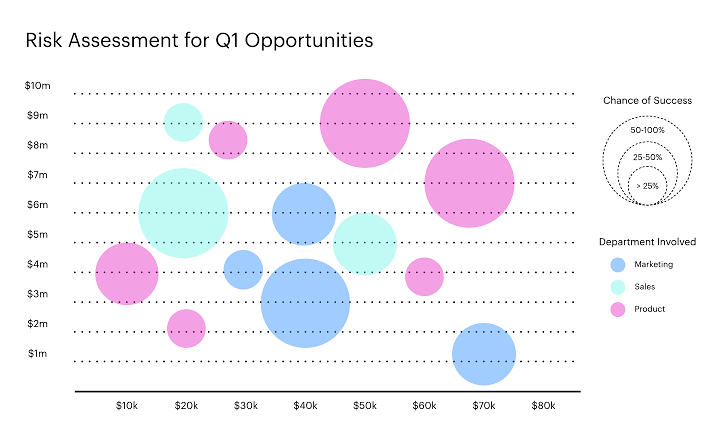 Risk Assessment for Q1 Opportunities
$10m
$9m
$8m
$7m
$6m
$5m
$4m
$3m
$2m
$1m
$10k $20k $30k $40k $50k $60k $70k $80k
Chance of Success
50-100%
25-50%
> 25%
Department Involved
Marketing
Sales
Product